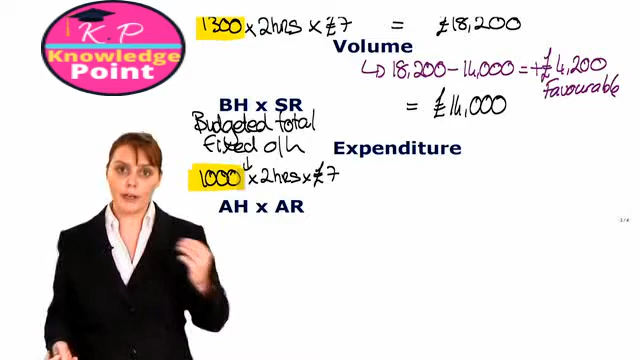 K.P
Knowledge
Point
1300 x 2hrs x £7 = £18,200
Volume
↳ 18,200 - 14,000 = +£4,200
Favourable
BH x SR = £14,000
Budgeted total
fixed o/h
Expenditure
1000 x 2hrs x £7
AH x AR